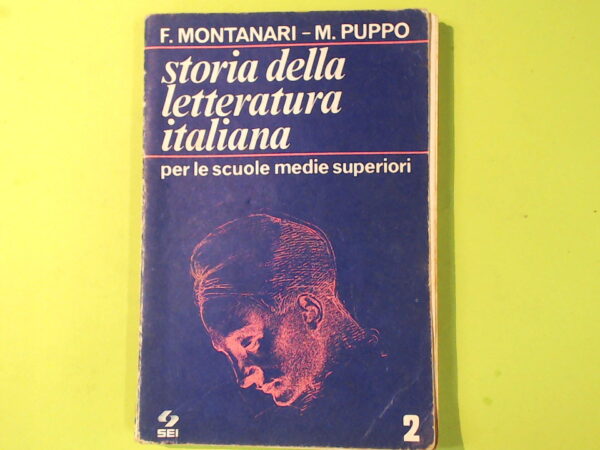 F. MONTANARI - M. PUPPO
storia della
letteratura
italiana
per le scuole medie superiori
SEI
2